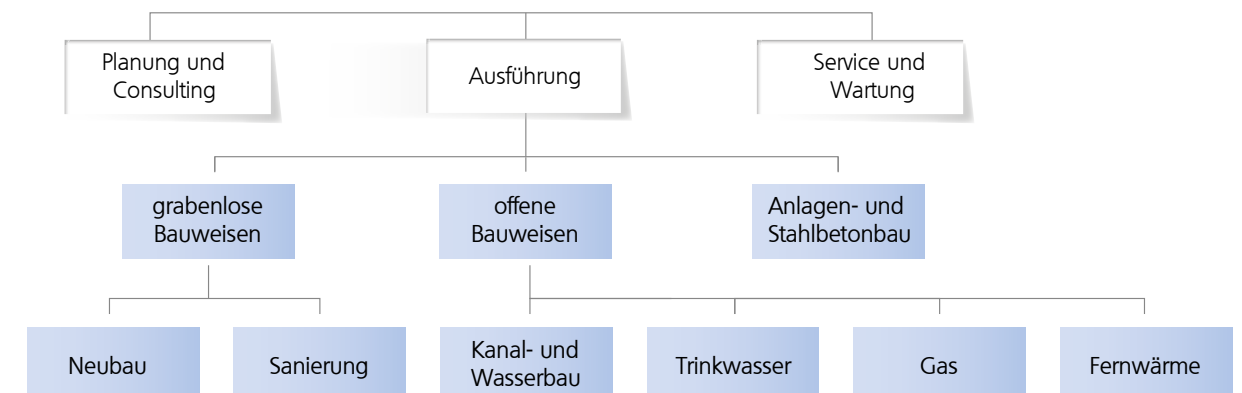 Planung und
Consulting
Ausführung
Service und
Wartung
grabenlose
Bauweisen
offene
Bauweisen
Anlagen- und
Stahlbetonbau
Neubau
Sanierung
Kanal- und
Wasserbau
Trinkwasser
Gas
Fernwärme